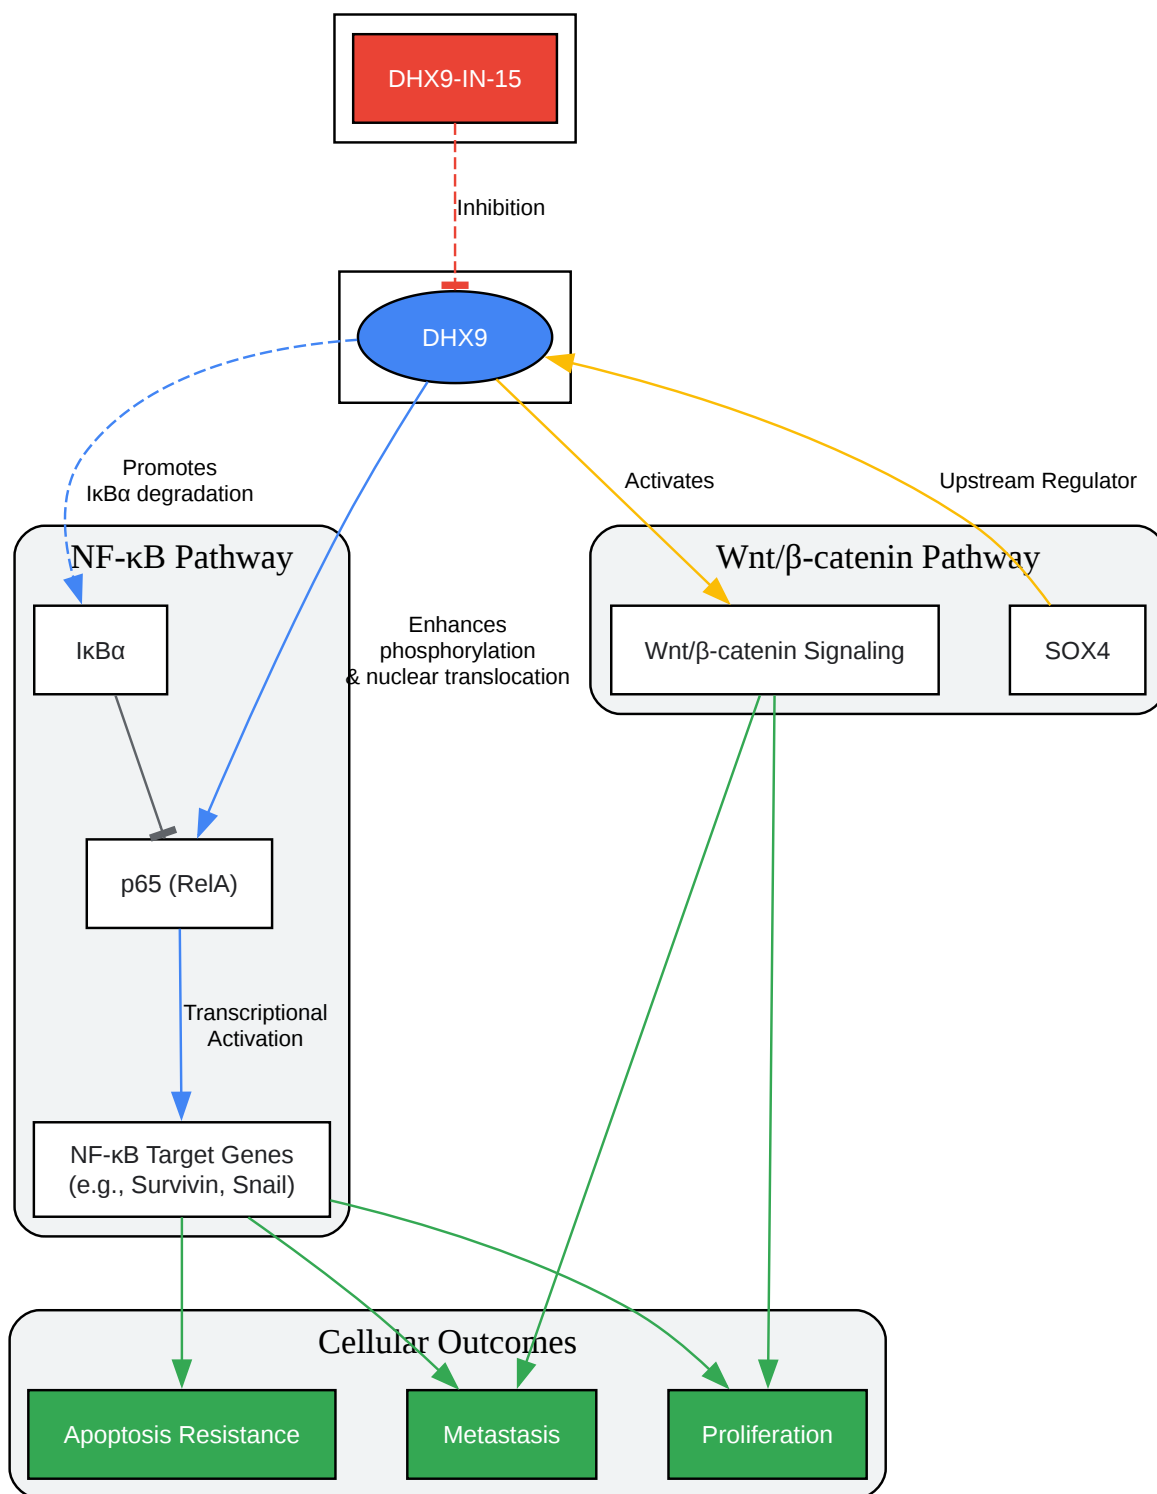 DHX9-IN-15
Inhibition
DHX9
Promotes
IκBα degradation
Activates
Upstream Regulator
NF-κB Pathway
Wnt/β-catenin Pathway
IκBα
Enhances
phosphorylation
& nuclear translocation
Wnt/β-catenin Signaling
SOX4
p65 (RelA)
Transcriptional
Activation
NF-κB Target Genes
(e.g., Survivin, Snail)
Cellular Outcomes
Apoptosis Resistance
Metastasis
Proliferation